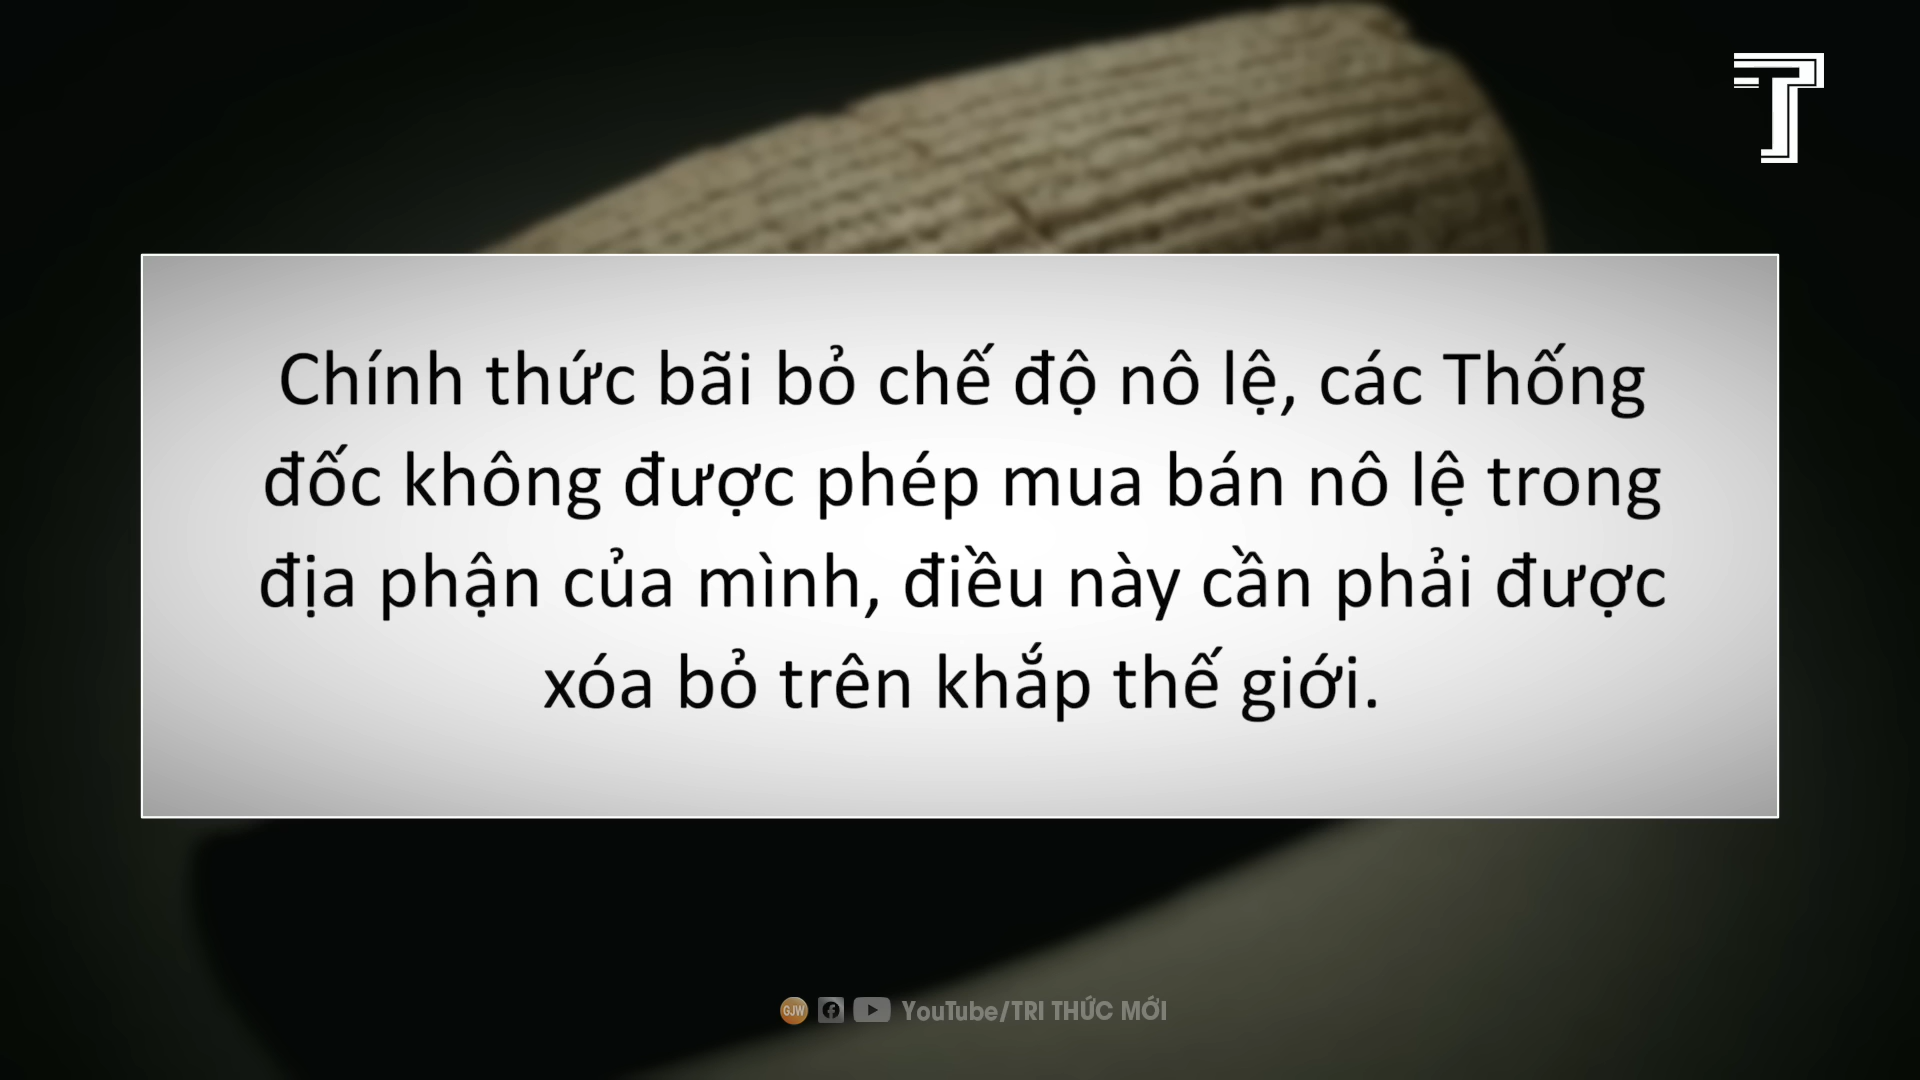 Chính thức bãi bỏ chế độ nô lệ, các Thống
đốc không được phép mua bán nô lệ trong
địa phận của mình, điều này cần phải được
xóa bỏ trên khắp thế giới.
GJW YouTube/TRI THỨC MỚI